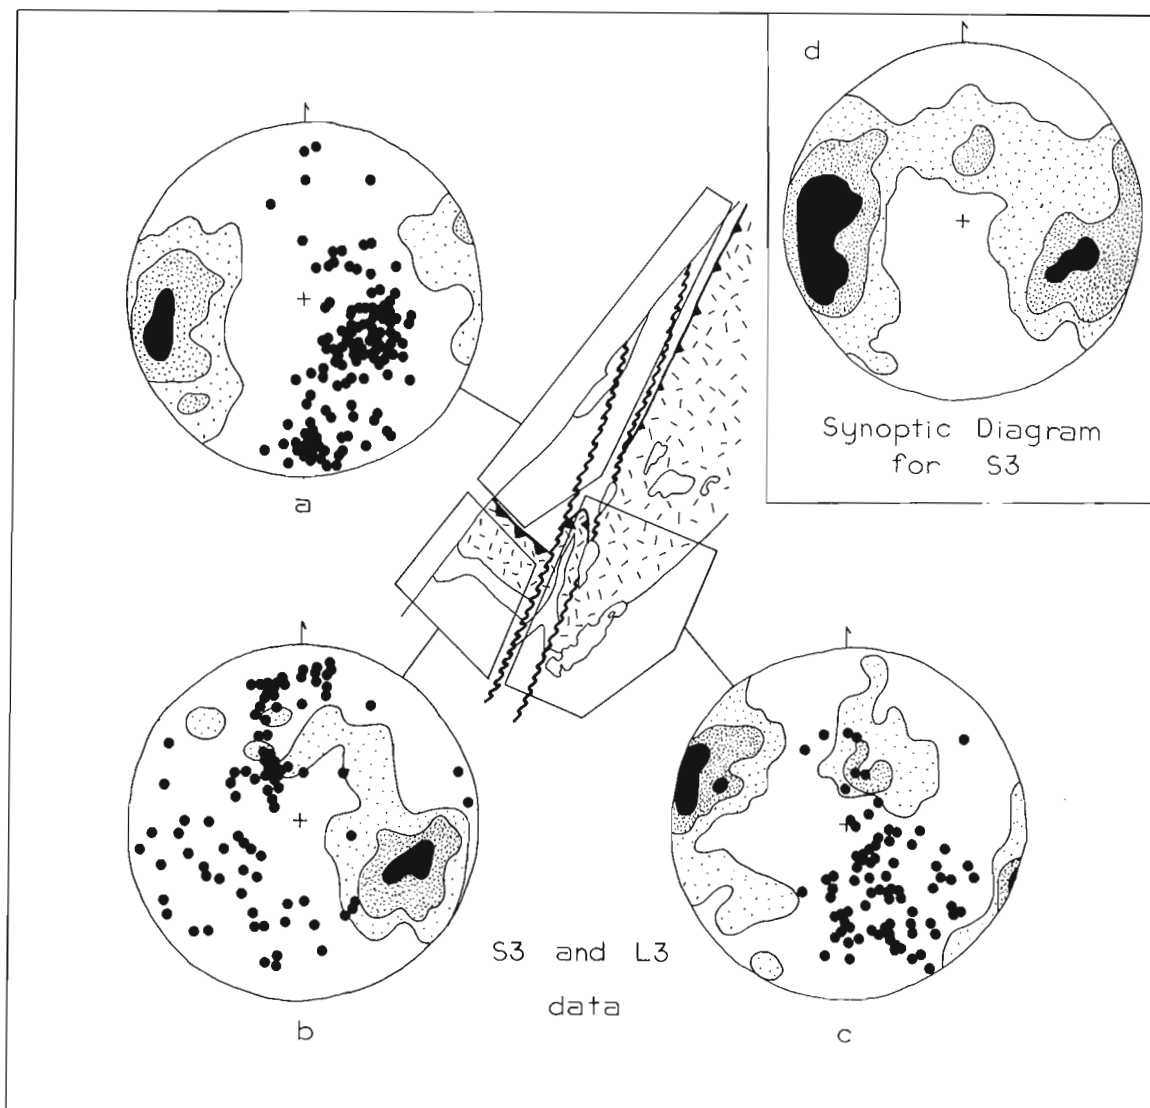 d
Synoptic Diagram
for S3
a
S3 and L3
data
b
c